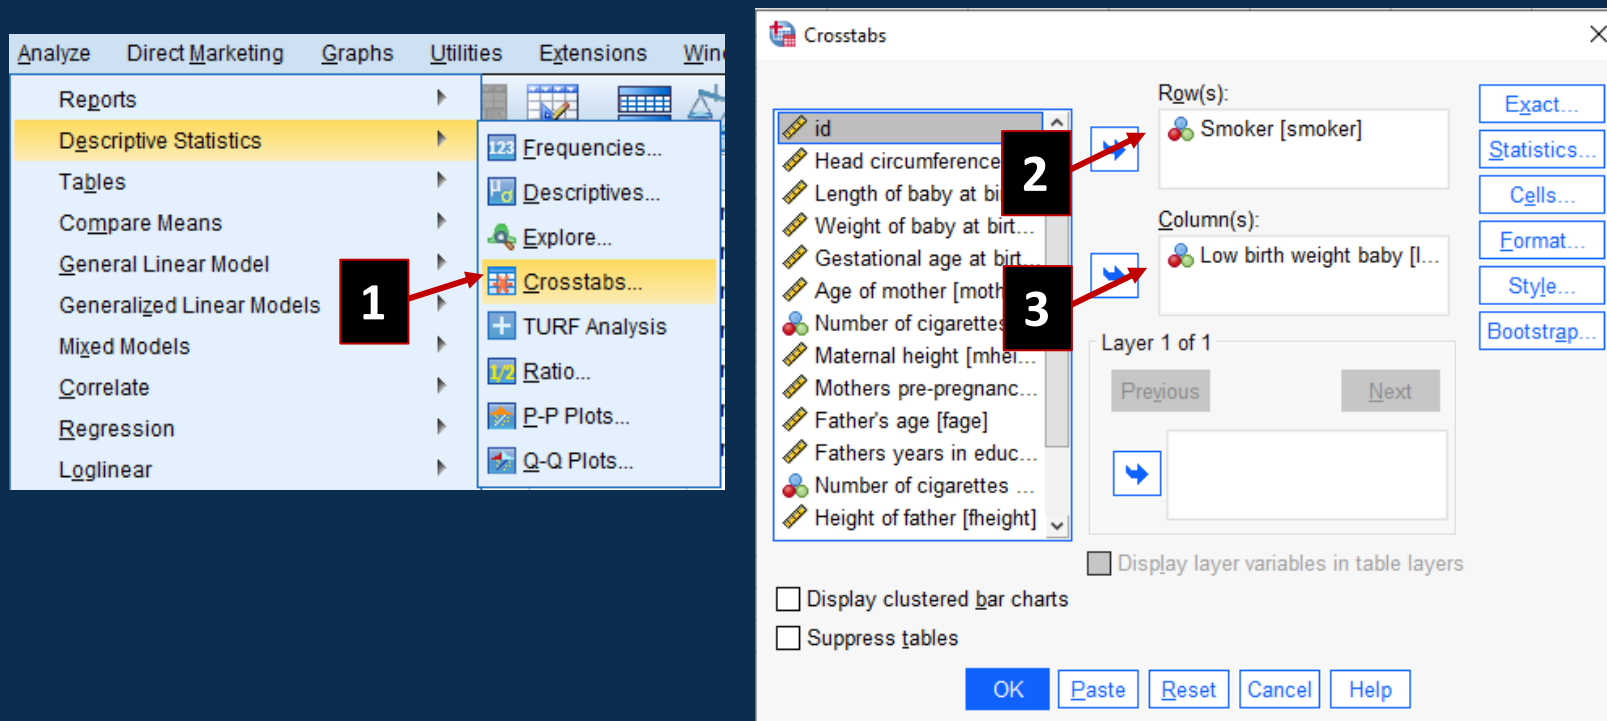 Analyze Direct Marketing Graphs Utilities Extensions Win
Reports
Descriptive Statistics
Tables
Compare Means
General Linear Model
Generalized Linear Models
Mixed Models
Correlate
Regression
Loglinear
123 Frequencies...
μ σ Descriptives...
Explore...
Crosstabs...
TURF Analysis
1/2 Ratio...
P-P Plots...
Q-Q Plots...
1
Crosstabs
id
Head circumference
Length of baby at bi
Weight of baby at birt...
Gestational age at birt...
Age of mother [moth
Number of cigarettes
Maternal height [mhei...
Mothers pre-pregnanc...
Father's age [fage]
Fathers years in educ...
Number of cigarettes ...
Height of father [fheight]
2
3
Row(s):
Smoker [smoker]
Column(s):
Low birth weight baby [l...
Layer 1 of 1
Previous Next
Display layer variables in table layers
Exact...
Statistics...
Cells...
Format...
Style...
Bootstrap...
Display clustered bar charts
Suppress tables
OK Paste Reset Cancel Help